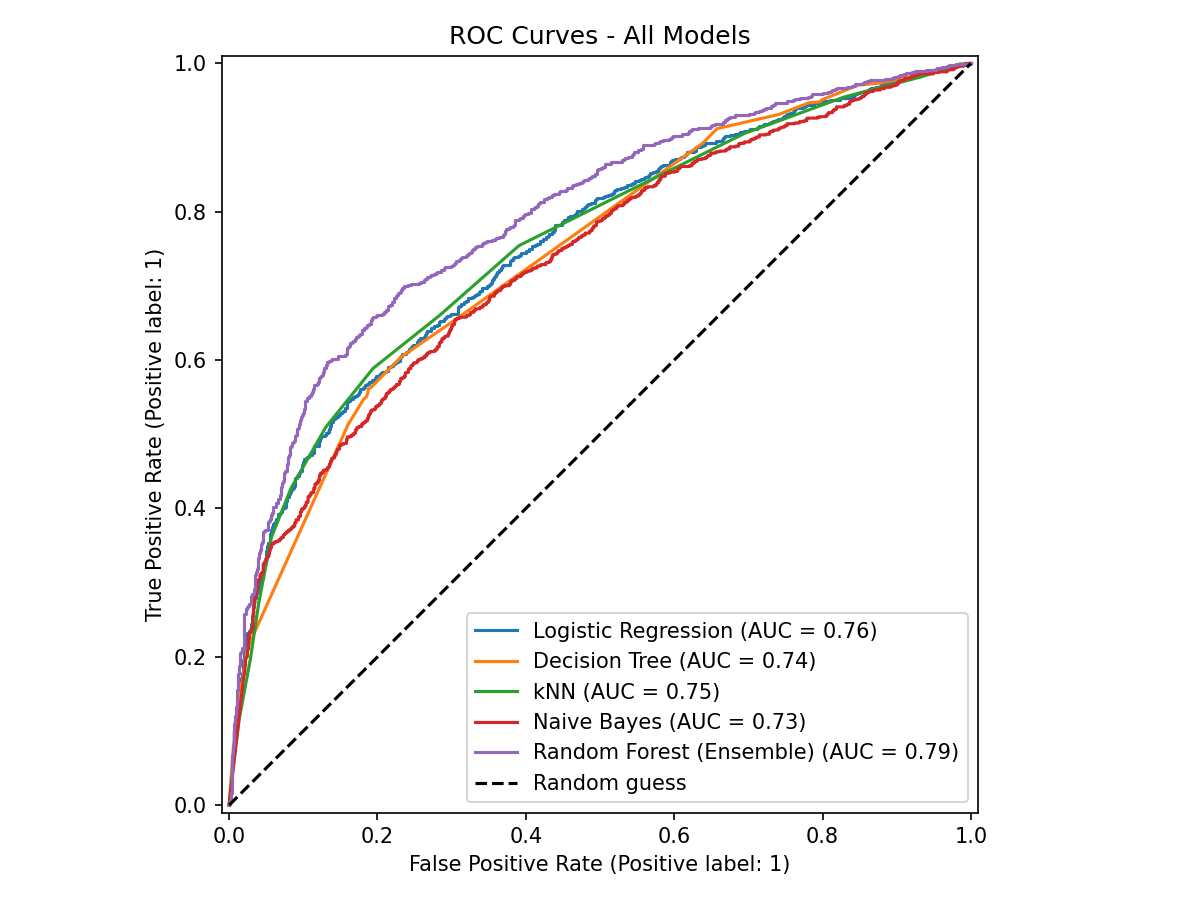 ROC Curves - All Models
1.0
0.8
0.6
0.4
0.2
0.0
True Positive Rate (Positive label: 1)
Logistic Regression (AUC = 0.76)
Decision Tree (AUC = 0.74)
kNN (AUC = 0.75)
Naive Bayes (AUC = 0.73)
Random Forest (Ensemble) (AUC = 0.79)
Random guess
0.0 0.2 0.4 0.6 0.8 1.0
False Positive Rate (Positive label: 1)